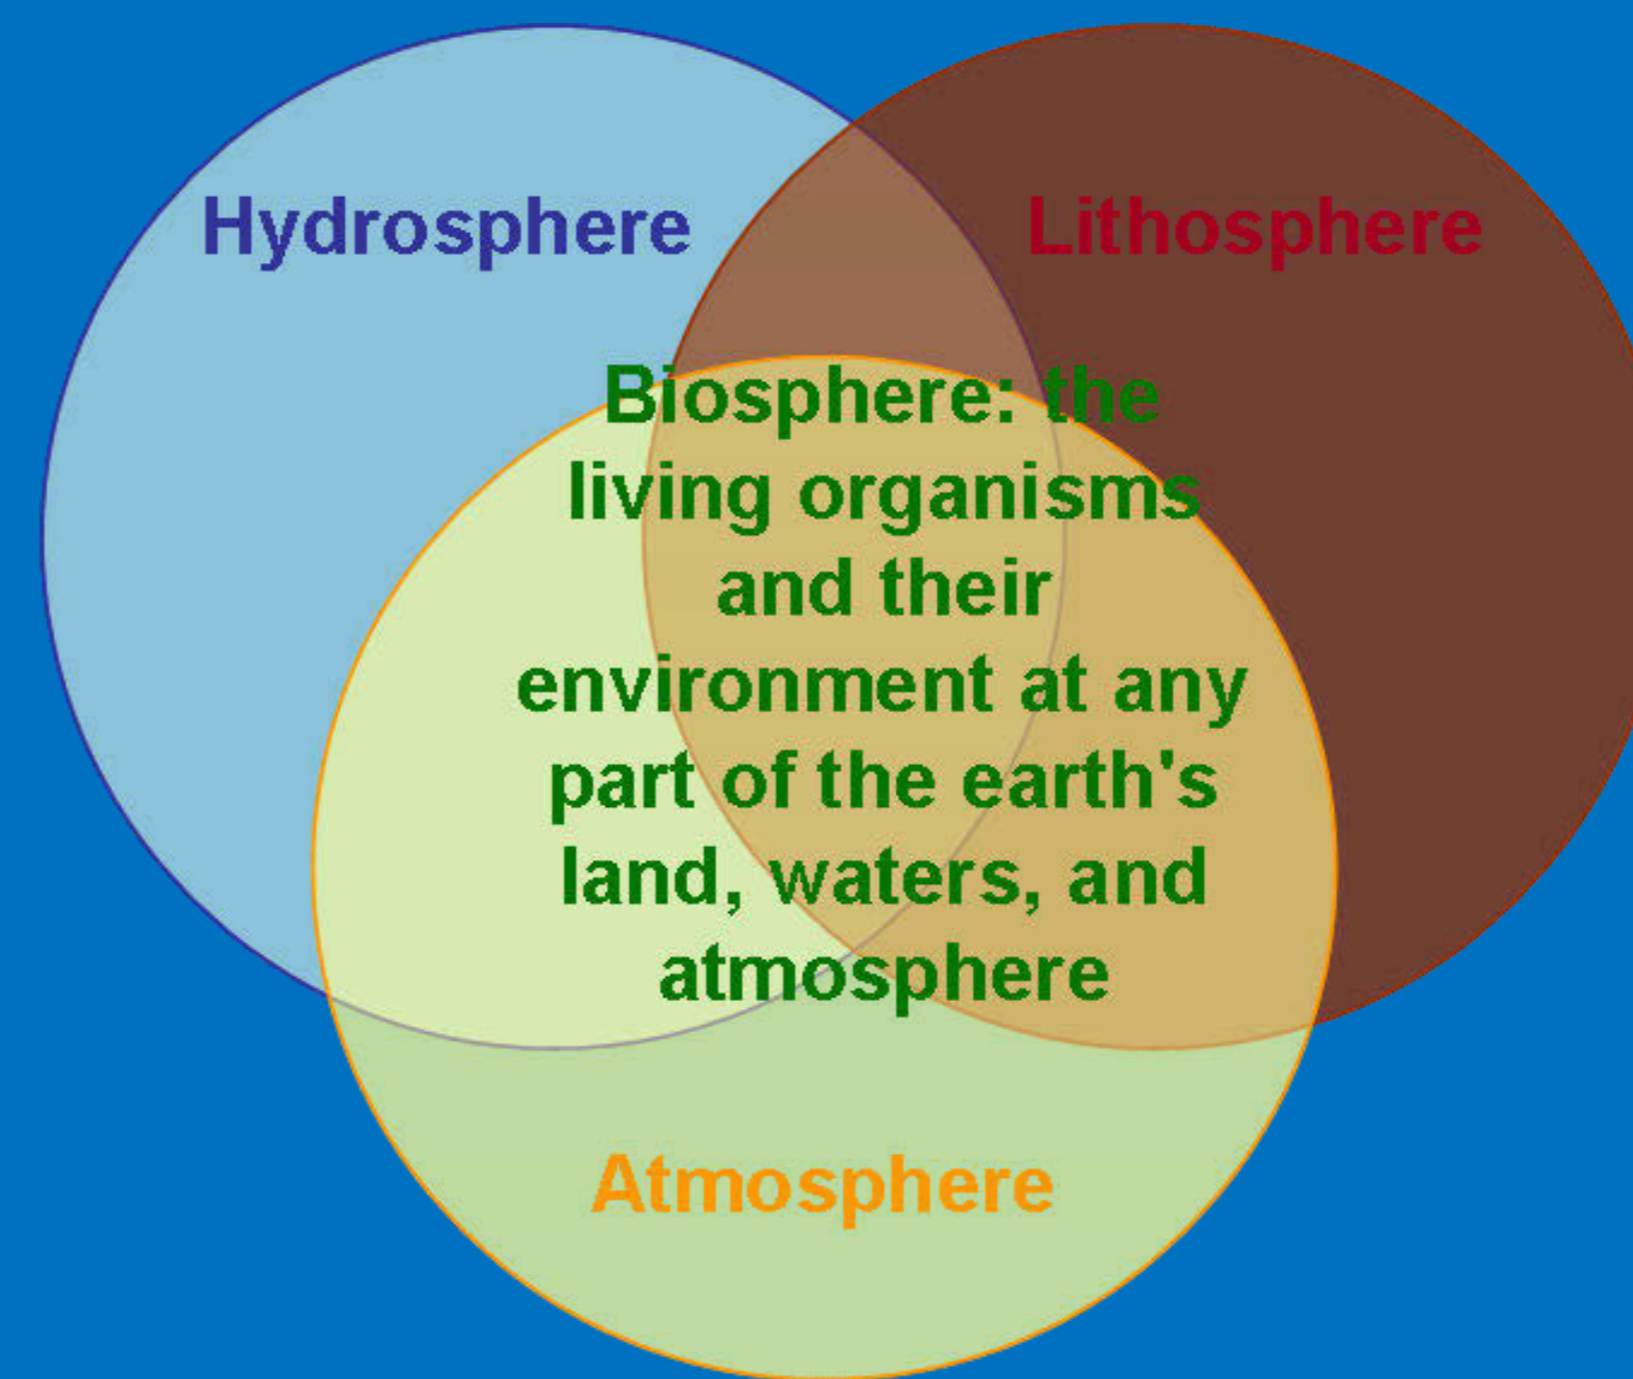 Hydrosphere
Lithosphere
Biosphere: the
living organisms
and their
environment at any
part of the earth's
land, waters, and
atmosphere
Atmosphere